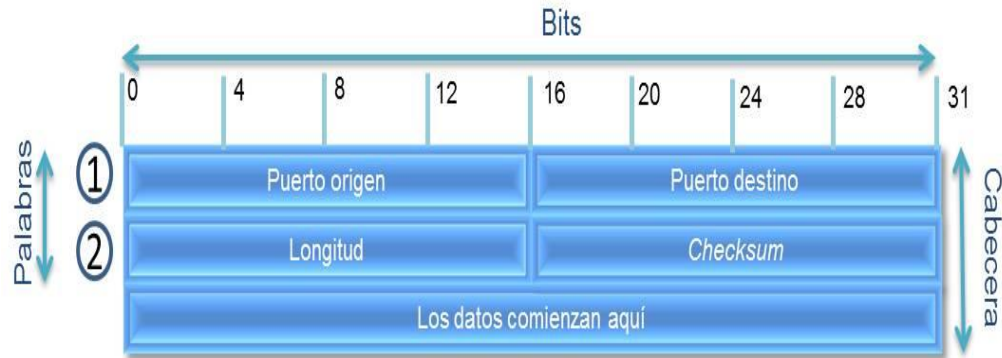 Bits
0 4 8 12 16 20 24 28 31
Palabras
Cabecera
1 Puerto origen Puerto destino
2 Longitud Checksum
Los datos comienzan aquí